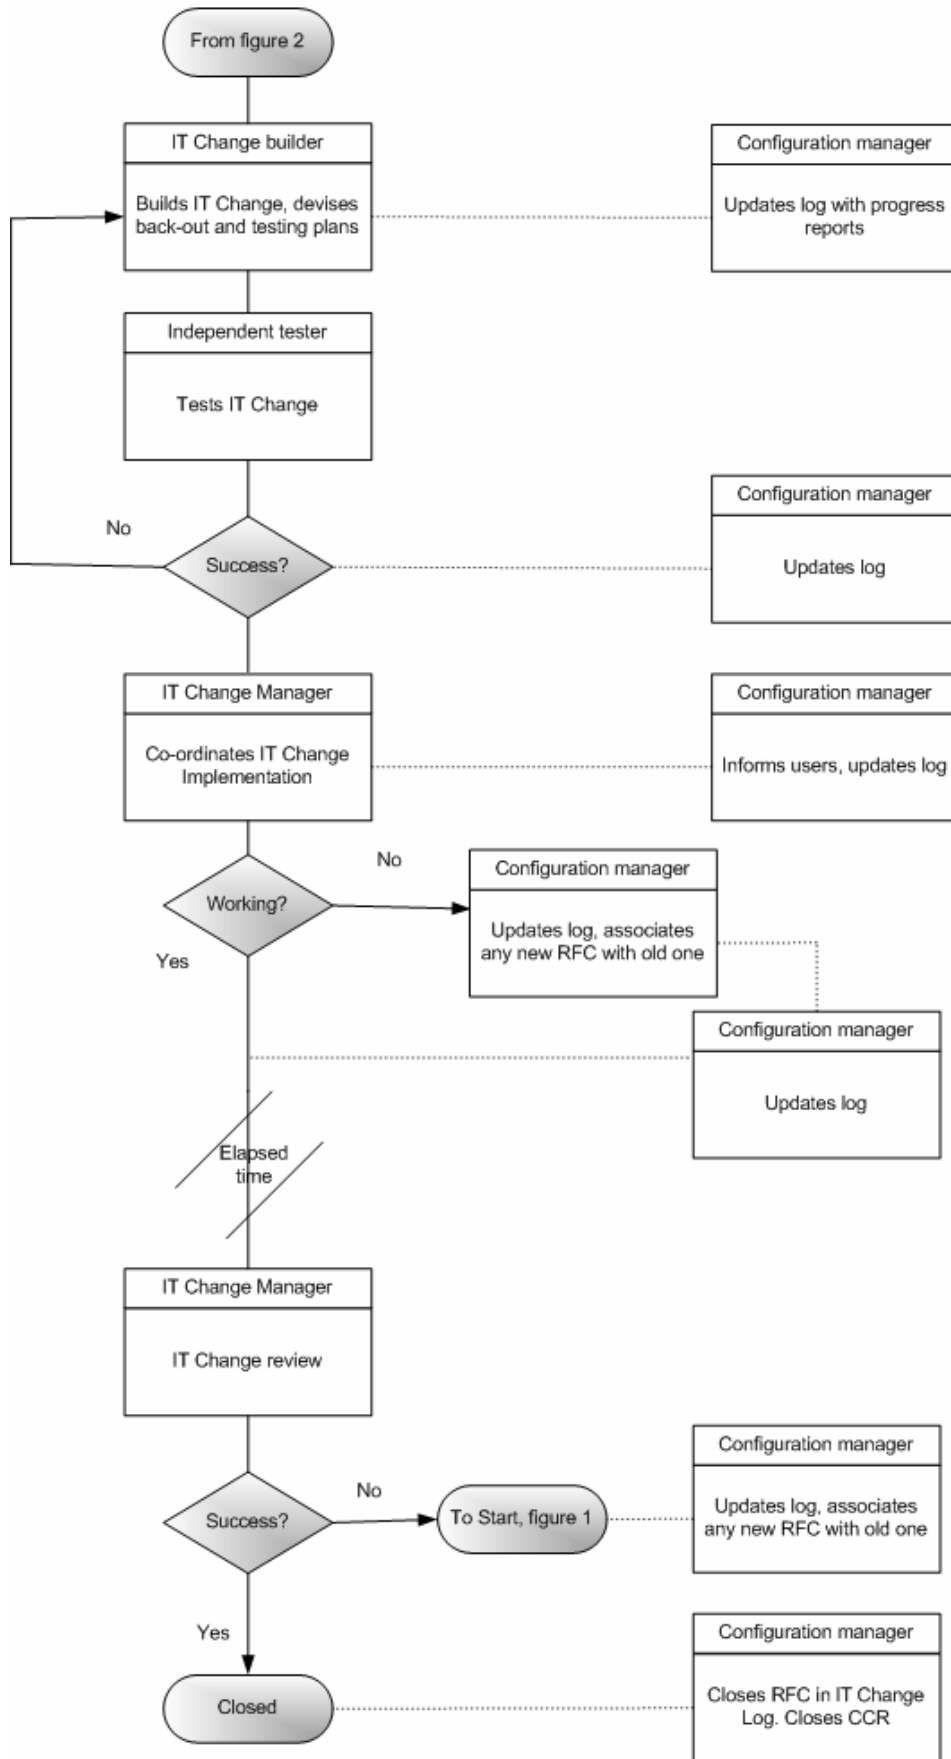 From figure 2
IT Change builder
Builds IT Change, devises
back-out and testing plans
Configuration manager
Updates log with progress
reports
Independent tester
Tests IT Change
No
Success?
Configuration manager
Updates log
IT Change Manager
Co-ordinates IT Change
Implementation
Configuration manager
Informs users, updates log
Working?
No
Yes
Configuration manager
Updates log, associates
any new RFC with old one
Configuration manager
Updates log
Elapsed
time
IT Change Manager
IT Change review
Success?
No
To Start, figure 1
Configuration manager
Updates log, associates
any new RFC with old one
Yes
Closed
Configuration manager
Closes RFC in IT Change
Log. Closes CCR